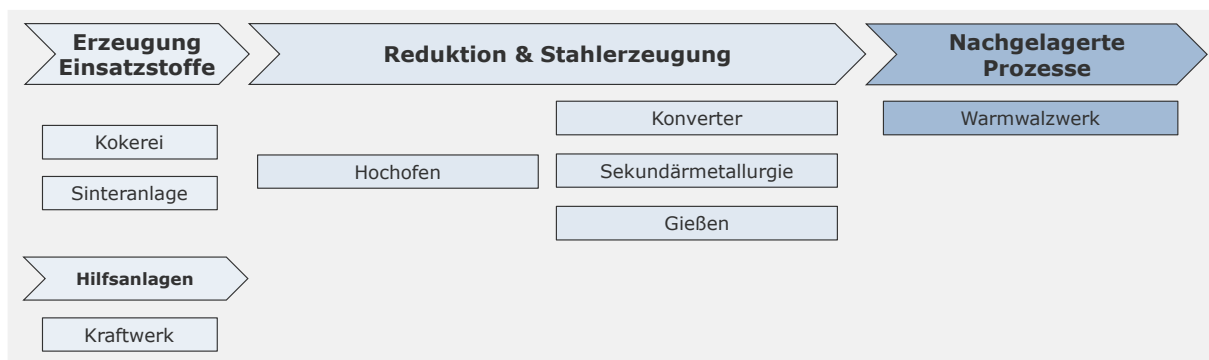 Erzeugung
Einsatzstoffe
Reduktion & Stahlerzeugung
Nachgelagerte
Prozesse
Kokerei
Sinteranlage
Hochofen
Konverter
Sekundärmetallurgie
Gießen
Warmwalzwerk
Hilfsanlagen
Kraftwerk